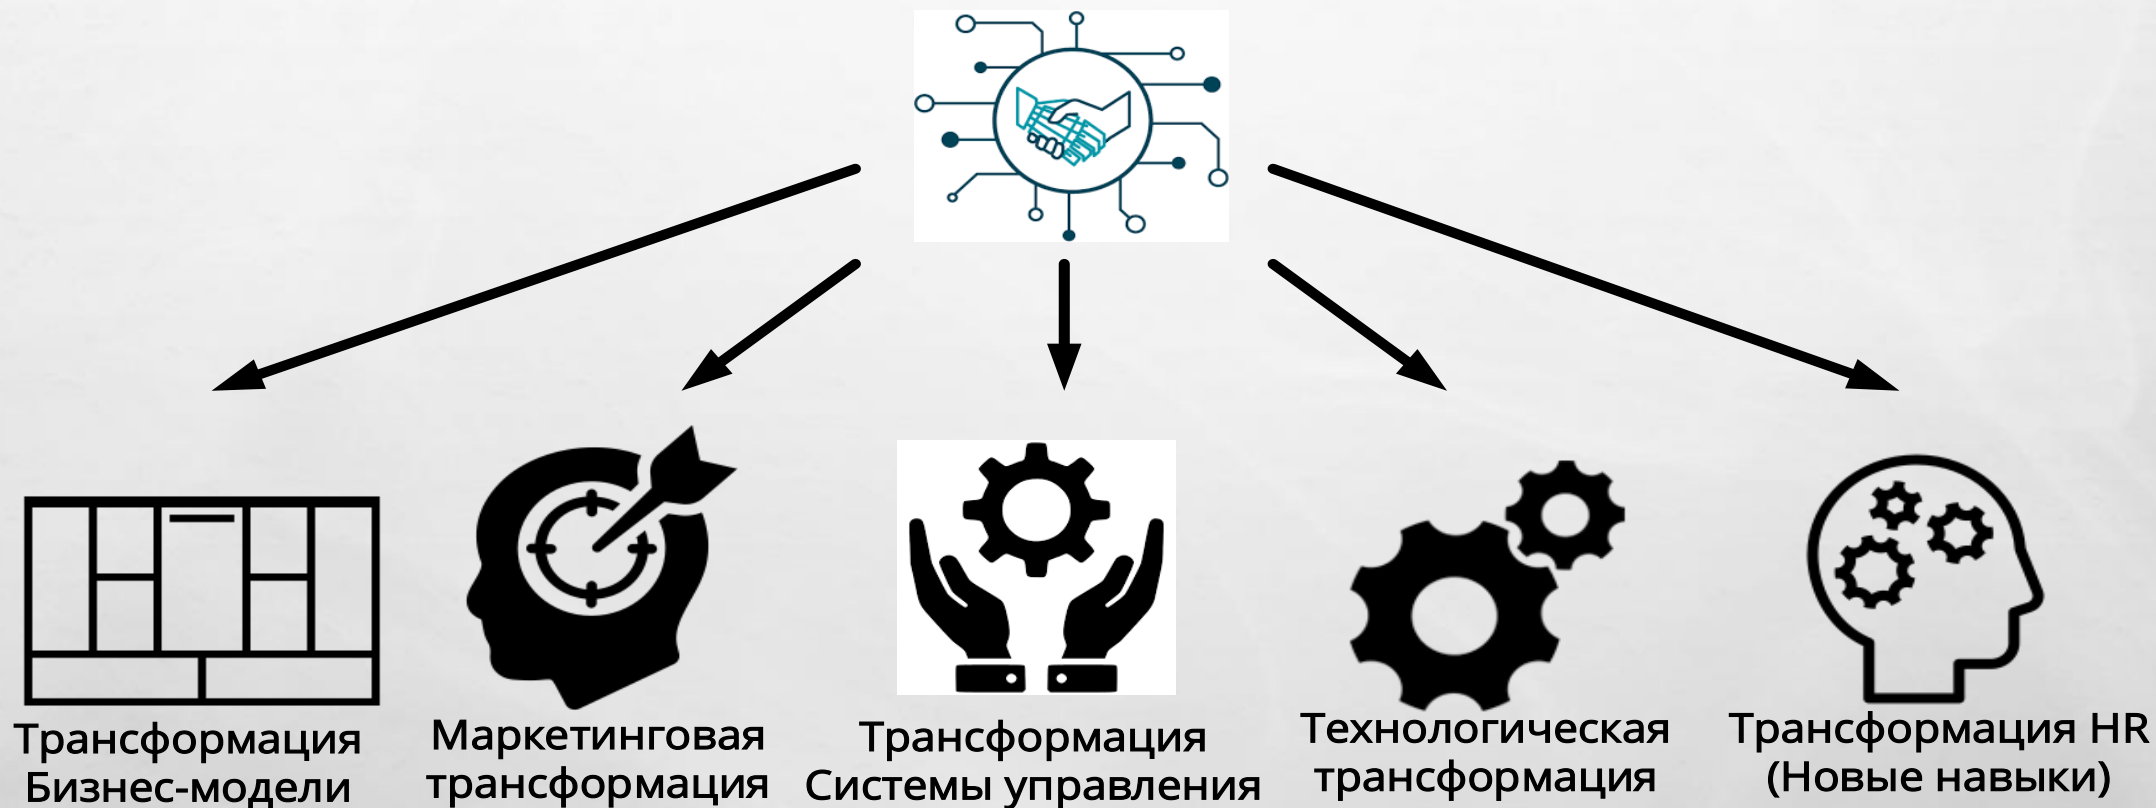 Трансформация
Бизнес-модели
Маркетинговая
трансформация
Трансформация
Системы управления
Технологическая
трансформация
Трансформация HR
(Новые навыки)